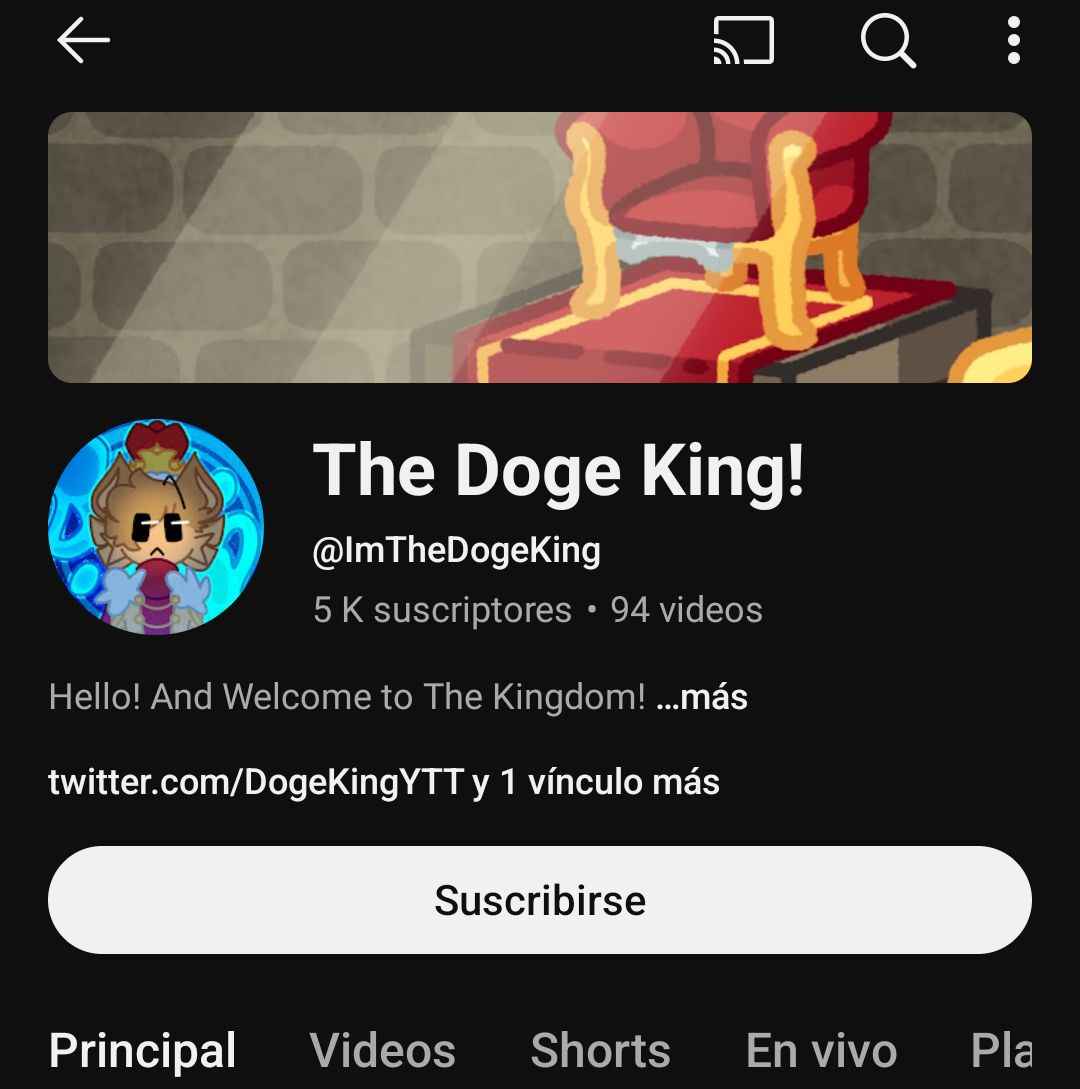 The Doge King!
@ImTheDogeKing
5 K suscriptores • 94 videos
Hello! And Welcome to The Kingdom! ...más
twitter.com/DogeKingYTT y 1 vínculo más
Suscribirse
Principal Videos Shorts En vivo Pla